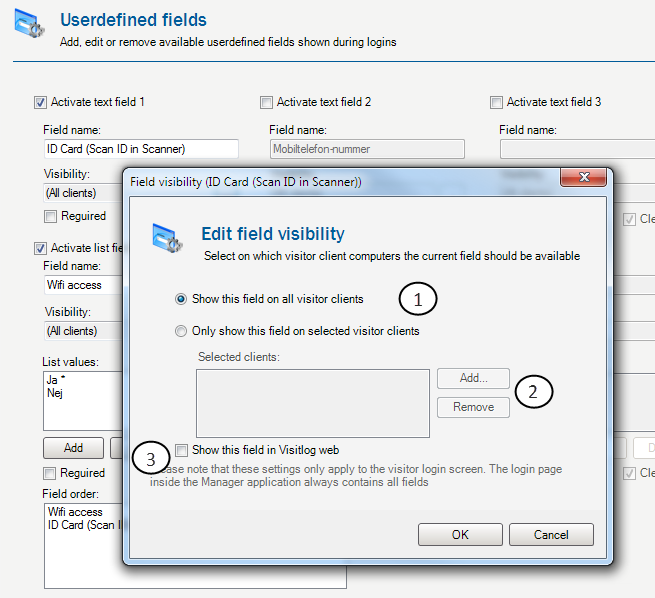 Userdefined fields
Add, edit or remove available userdefined fields shown during logins
Activate text field 1
Activate text field 2
Activate text field 3
Field name:
Field name:
Field name:
ID Card (Scan ID in Scanner)
Mobiltelefon-nummer
Visibility:
(All clients)
Required
Cle
Activate list fie
Field name:
Wifi access
Visibility:
(All clients)
List values:
Ja *
Nej
Add
D
Required
Cle
Field order:
Wifi access
ID Card (Scan I
Field visibility (ID Card (Scan ID in Scanner))
Edit field visibility
Select on which visitor client computers the current field should be available
Show this field on all visitor clients
1
Only show this field on selected visitor clients
Selected clients:
Add...
2
Remove
Show this field in Visitlog web
3
ease note that these settings only apply to the visitor login screen. The login page
inside the Manager application always contains all fields
OK
Cancel